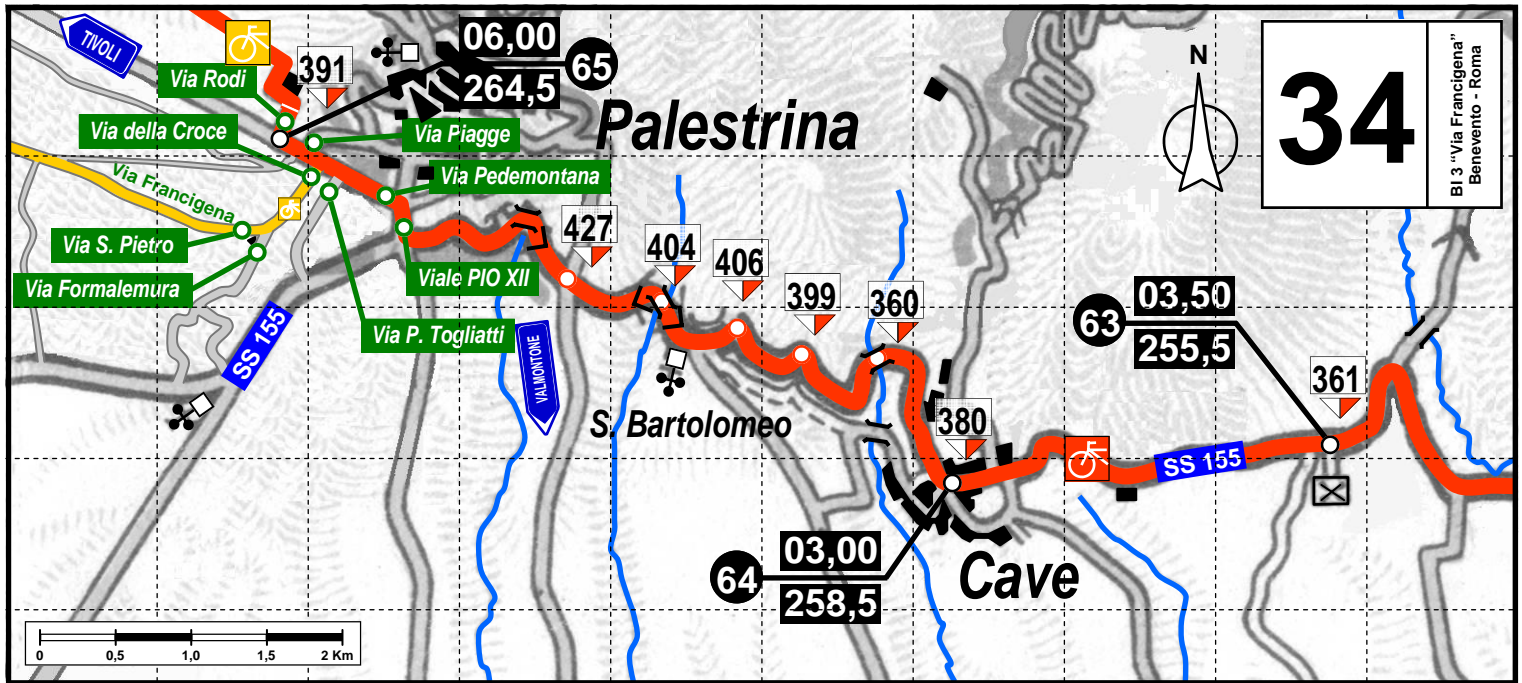 TIVOLI
391
06,00
65
264,5
34
BI 3 "Via Francigena"
Benevento - Roma
N
Via Rodi
Palestrina
Via della Croce
Via Piagge
Via Pedemontana
Via Francigena
Via S. Pietro
Via Formalemura
Viale PIO XII
Via P. Togliatti
SS 155
VALMONTONE
427
404
406
399
360
S. Bartolomeo
380
63
03,50
255,5
361
SS 155
64
03,00
258,5
Cave
0
0,5
1,0
1,5
2 Km